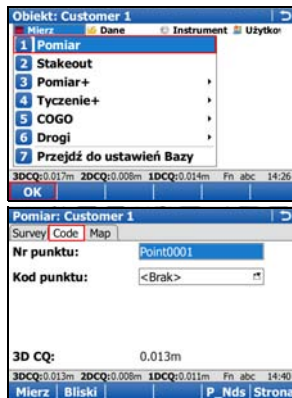 Obiekt: Customer 1
Mierz Dane Instrument Użytkow
1 Pomiar
2 Stakeout
3 Pomiar+
4 Tyczenie+
5 COGO
6 Drogi
7 Przejdź do ustawień Bazy
3DCQ:0.017m 2DCQ:0.008m 1DCQ:0.014m Fn abc 14:26
OK
Pomiar: Customer 1
Survey Code Map
Nr punktu: Point0001
Kod punktu: <Brak>
3D CQ: 0.013m
3DCQ:0.013m 2DCQ:0.008m 1DCQ:0.011m Fn abc 14:40
Mierz Bliski P_Nds Strona